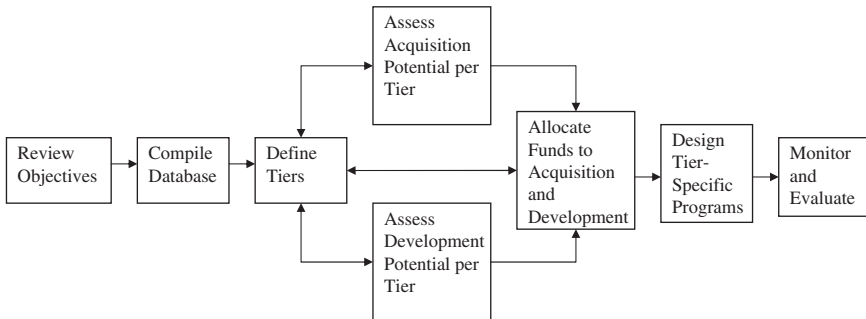 Review
Objectives
Compile
Database
Define
Tiers
Assess
Acquisition
Potential per
Tier
Assess
Development
Potential per
Tier
Allocate
Funds to
Acquisition
and
Development
Design
Tier-
Specific
Programs
Monitor
and
Evaluate